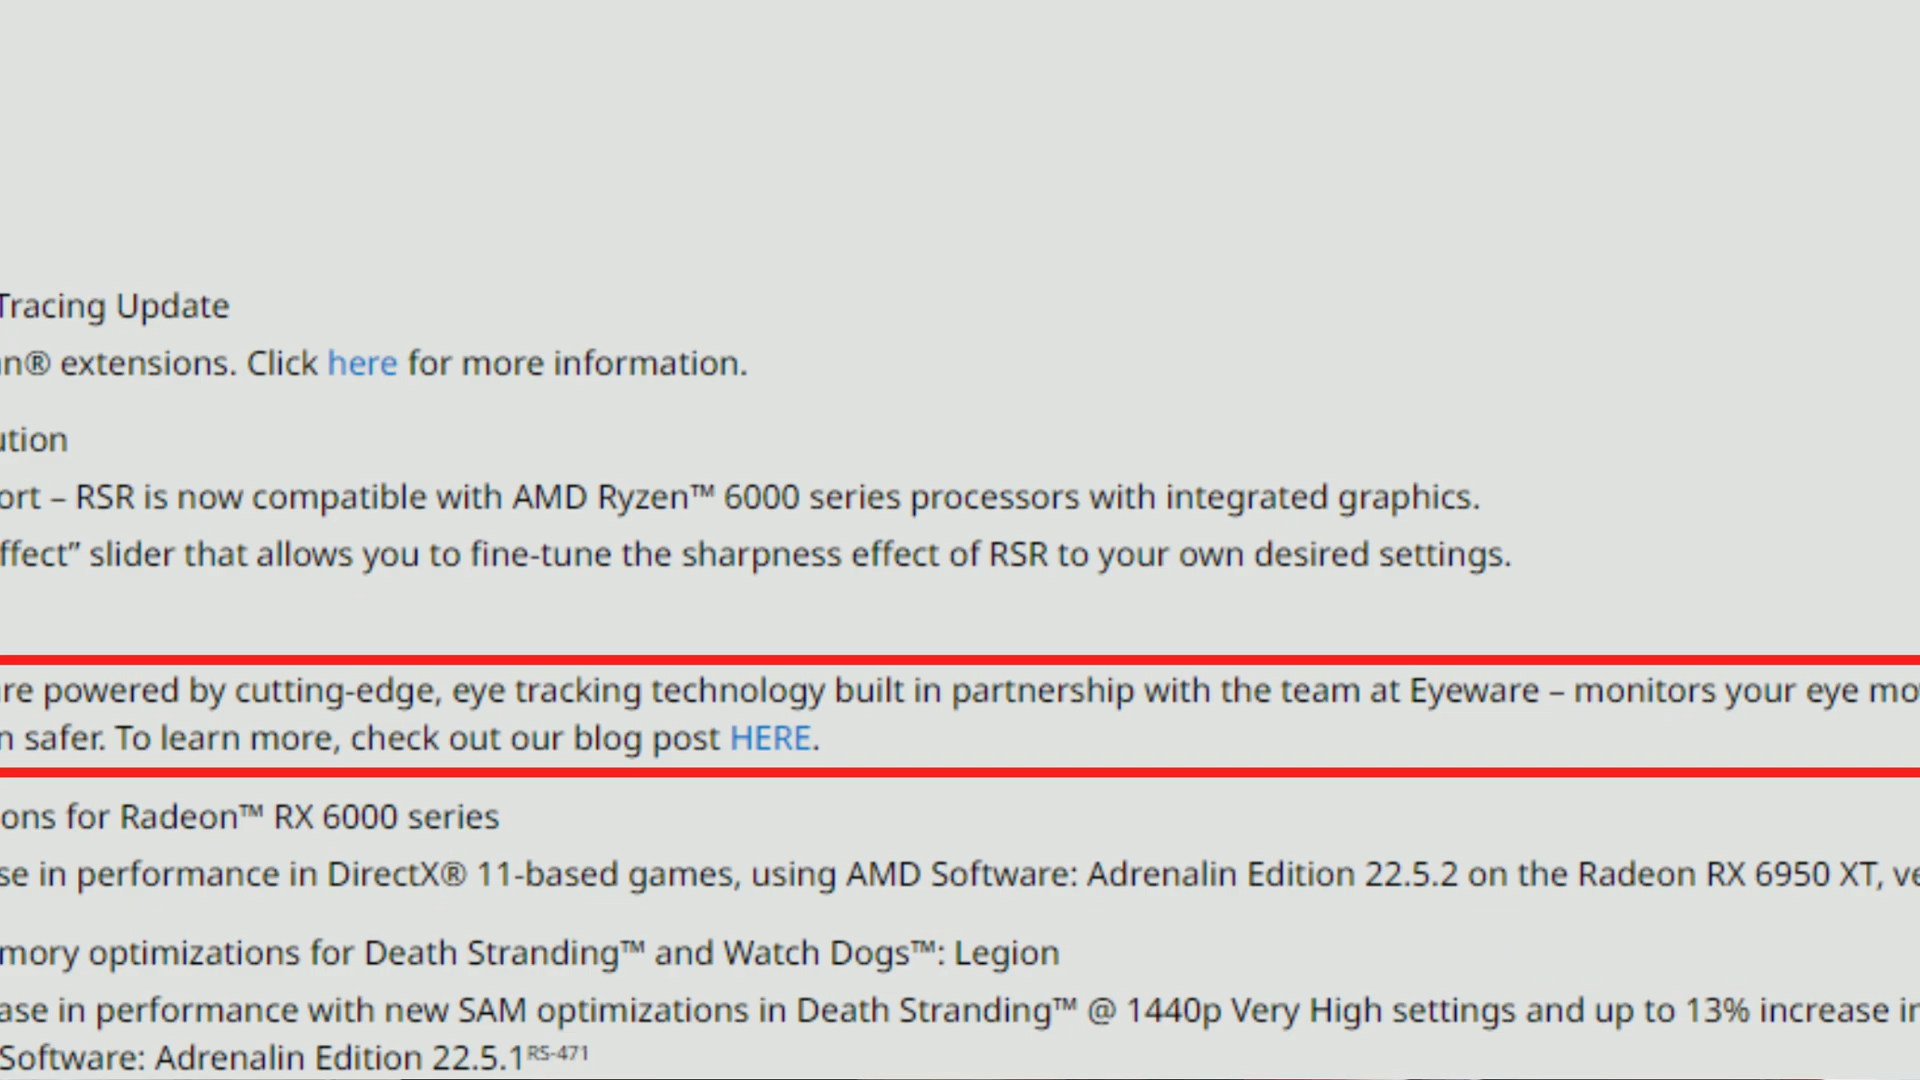 Tracing Update
n® extensions. Click here for more information.
ution
ort – RSR is now compatible with AMD Ryzen™ 6000 series processors with integrated graphics.
ffect” slider that allows you to fine-tune the sharpness effect of RSR to your own desired settings.
re powered by cutting-edge, eye tracking technology built in partnership with the team at Eyeware – monitors your eye mo
n safer. To learn more, check out our blog post HERE.
ons for Radeon™ RX 6000 series
se in performance in DirectX® 11-based games, using AMD Software: Adrenalin Edition 22.5.2 on the Radeon RX 6950 XT, ve
mory optimizations for Death Stranding™ and Watch Dogs™: Legion
ase in performance with new SAM optimizations in Death Stranding™ @ 1440p Very High settings and up to 13% increase in
Software: Adrenalin Edition 22.5.1RS-471